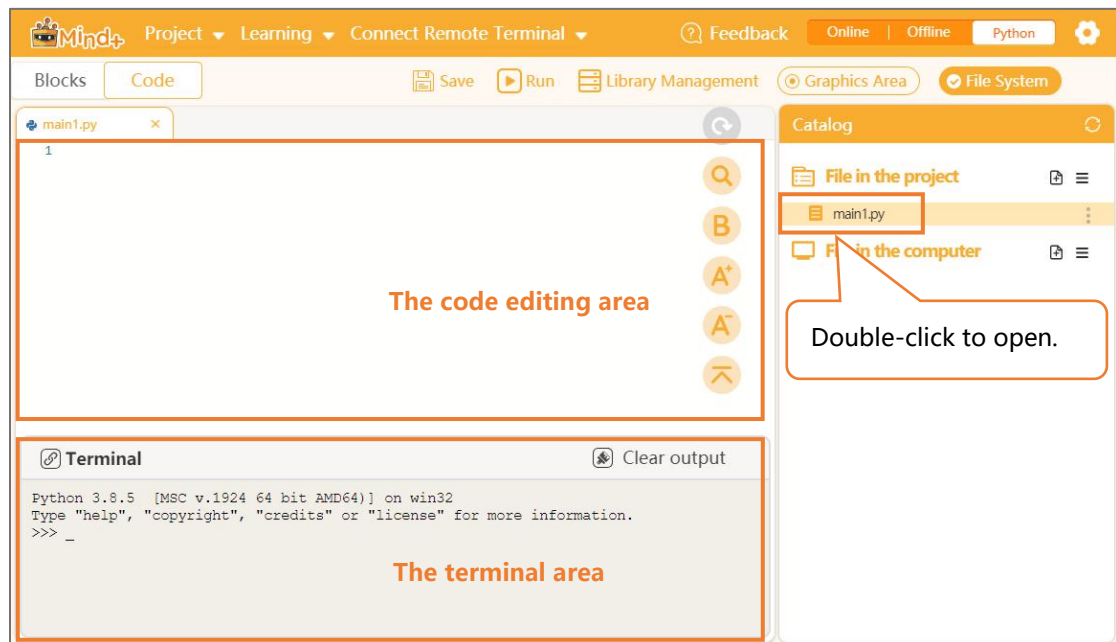 Mind+ Project Learning Connect Remote Terminal Feedback Online | Offline Python
Blocks Code Save Run Library Management Graphics Area File System
main1.py ×
Catalog
1
File in the project
B
main1.py
A+
File in the computer
The code editing area
A-
Double-click to open.
Terminal Clear output
Python 3.8.5 [MSC v.1924 64 bit AMD64)] on win32
Type "help", "copyright", "credits" or "license" for more information.
>>> _
The terminal area